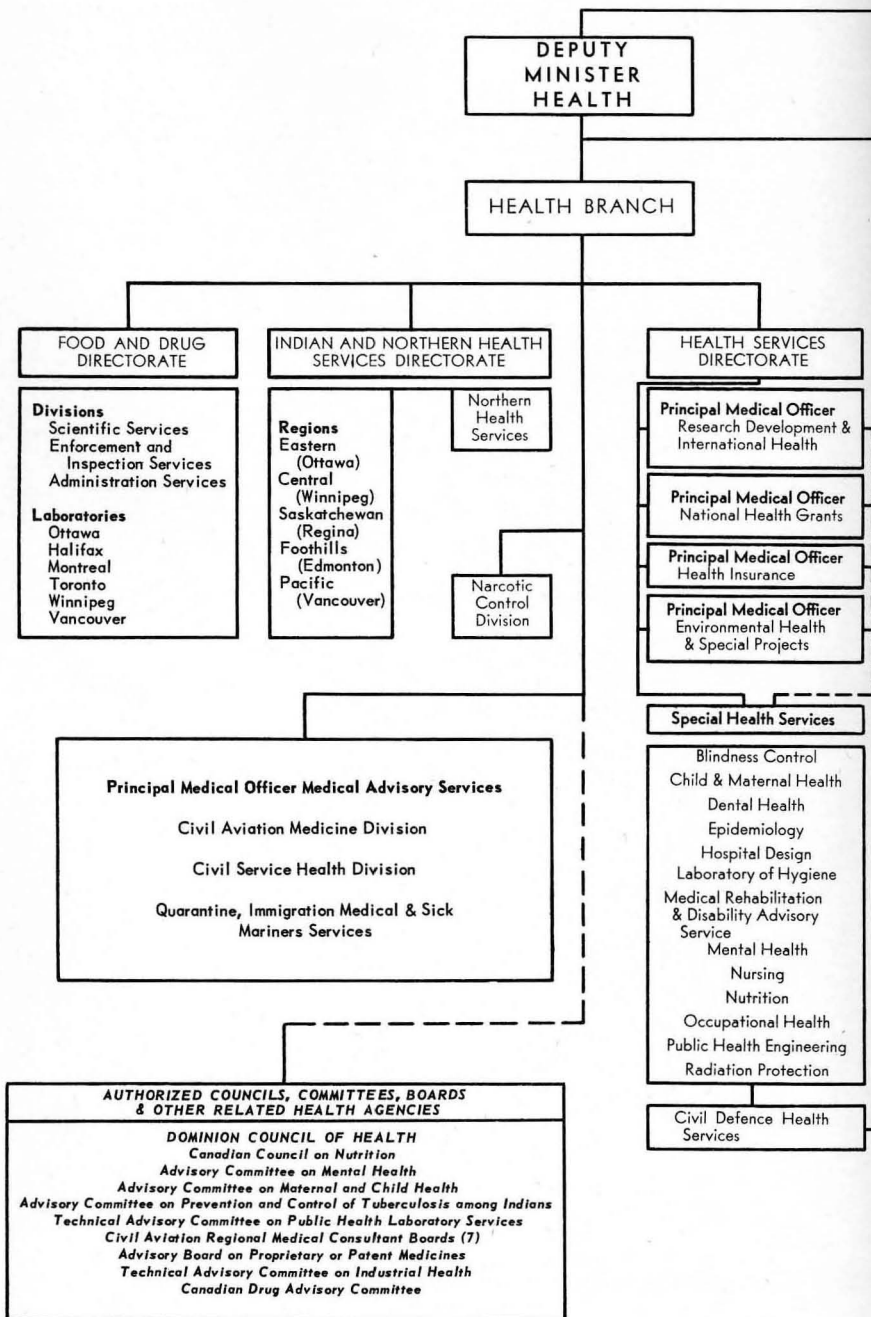 DEPUTY
MINISTER
HEALTH
HEALTH BRANCH
FOOD AND DRUG
DIRECTORATE
Divisions
Scientific Services
Enforcement and
Inspection Services
Administration Services
Laboratories
Ottawa
Halifax
Montreal
Toronto
Winnipeg
Vancouver
INDIAN AND NORTHERN HEALTH
SERVICES DIRECTORATE
Regions
Eastern
(Ottawa)
Central
(Winnipeg)
Saskatchewan
(Regina)
Foothills
(Edmonton)
Pacific
(Vancouver)
Northern
Health
Services
Narcotic
Control
Division
HEALTH SERVICES
DIRECTORATE
Principal Medical Officer
Research Development &
International Health
Principal Medical Officer
National Health Grants
Principal Medical Officer
Health Insurance
Principal Medical Officer
Environmental Health
& Special Projects
Special Health Services
Blindness Control
Child & Maternal Health
Dental Health
Epidemiology
Hospital Design
Laboratory of Hygiene
Medical Rehabilitation
& Disability Advisory
Service
Mental Health
Nursing
Nutrition
Occupational Health
Public Health Engineering
Radiation Protection
Civil Defence Health
Services
Principal Medical Officer Medical Advisory Services
Civil Aviation Medicine Division
Civil Service Health Division
Quarantine, Immigration Medical & Sick
Mariners Services
AUTHORIZED COUNCILS, COMMITTEES, BOARDS
& OTHER RELATED HEALTH AGENCIES
DOMINION COUNCIL OF HEALTH
Canadian Council on Nutrition
Advisory Committee on Mental Health
Advisory Committee on Maternal and Child Health
Advisory Committee on Prevention and Control of Tuberculosis among Indians
Technical Advisory Committee on Public Health Laboratory Services
Civil Aviation Regional Medical Consultant Boards (7)
Advisory Board on Proprietary or Patent Medicines
Technical Advisory Committee on Industrial Health
Canadian Drug Advisory Committee